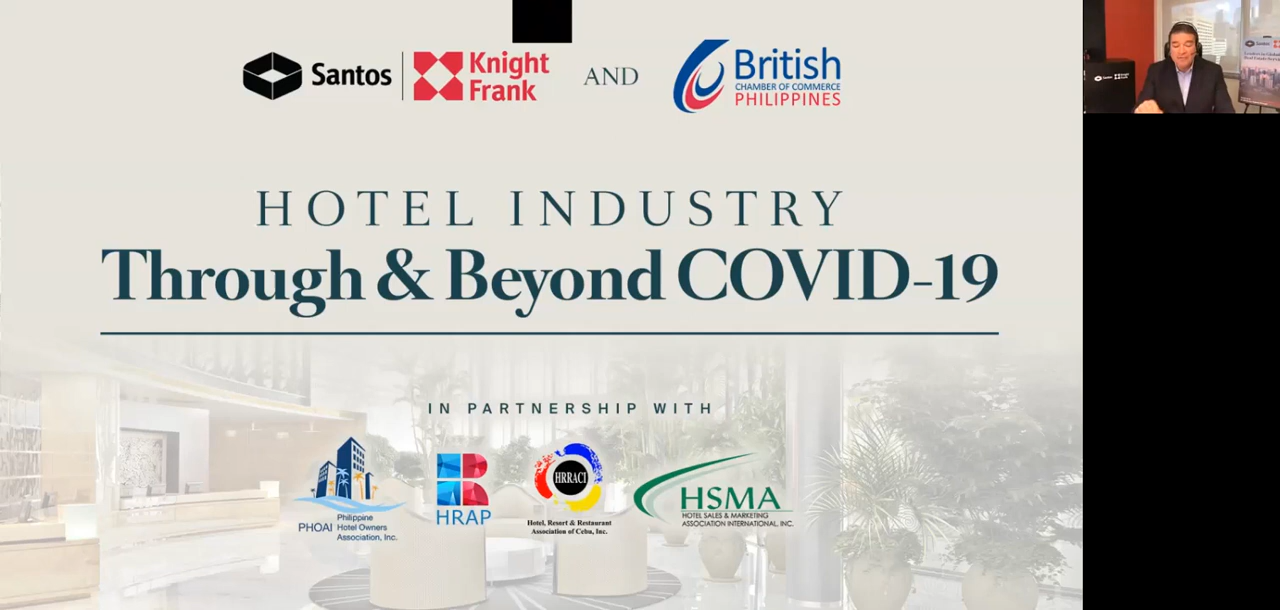 Santos
Knight
Frank
AND
British
CHAMBER OF COMMERCE
PHILIPPINES
HOTEL INDUSTRY
Through & Beyond COVID-19
IN PARTNERSHIP WITH
PHOAI
Philippine
Hotel Owners
Association, Inc.
HRAP
HRRACI
Hotel, Resort & Restaurant
Association of Cebu, Inc.
HSMA
HOTEL SALES & MARKETING
ASSOCIATION INTERNATIONAL, INC.